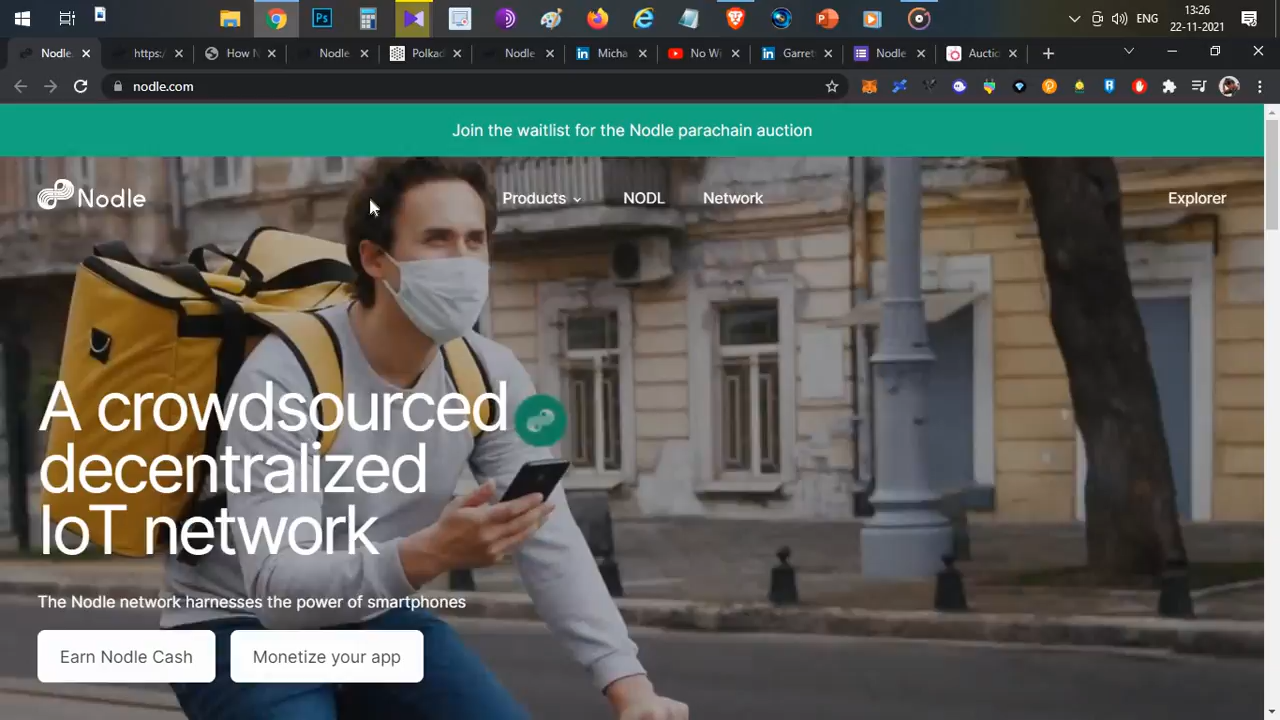 13:26
ENG
22-11-2021
Nodle.
https:/
How N
Nodle
Polkad
Nodle
Micha
No Wi
Garret
Nodle
Auctio
nodle.com
Join the waitlist for the Nodle parachain auction
Nodle
Products
NODL
Network
Explorer
A crowdsourced
decentralized
IoT network
The Nodle network harnesses the power of smartphones
Earn Nodle Cash
Monetize your app